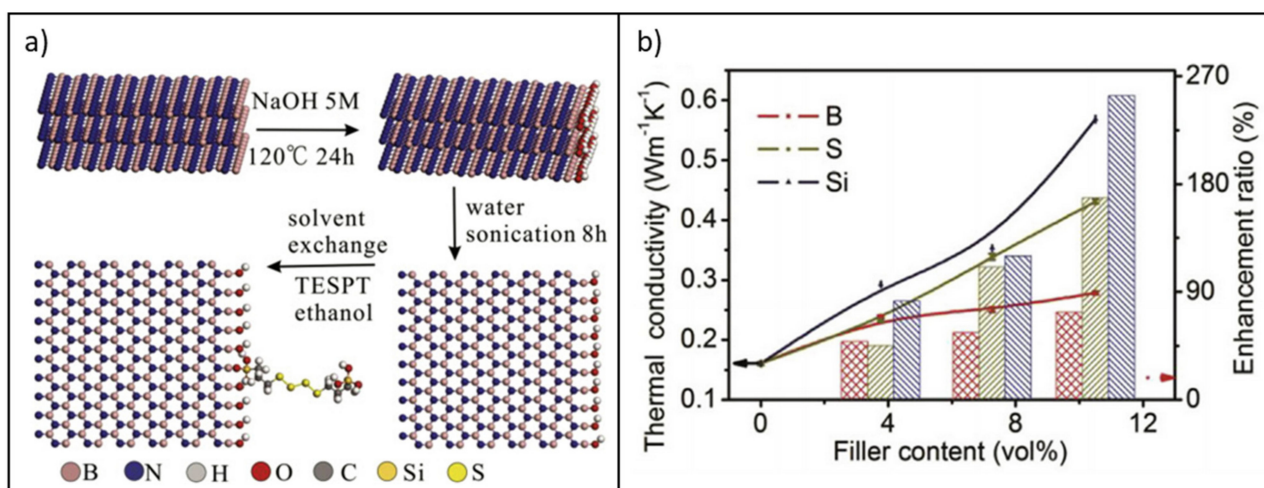 a)
NaOH 5M
120℃ 24h
water
sonication 8h
solvent
exchange
TESPT
ethanol
B N H O C Si S
b)
Thermal conductivity (Wm⁻¹K⁻¹)
0.6
0.5
0.4
0.3
0.2
0.1
B
S
Si
270
180
90
0
Enhancement ratio (%)
0 4 8 12
Filler content (vol%)